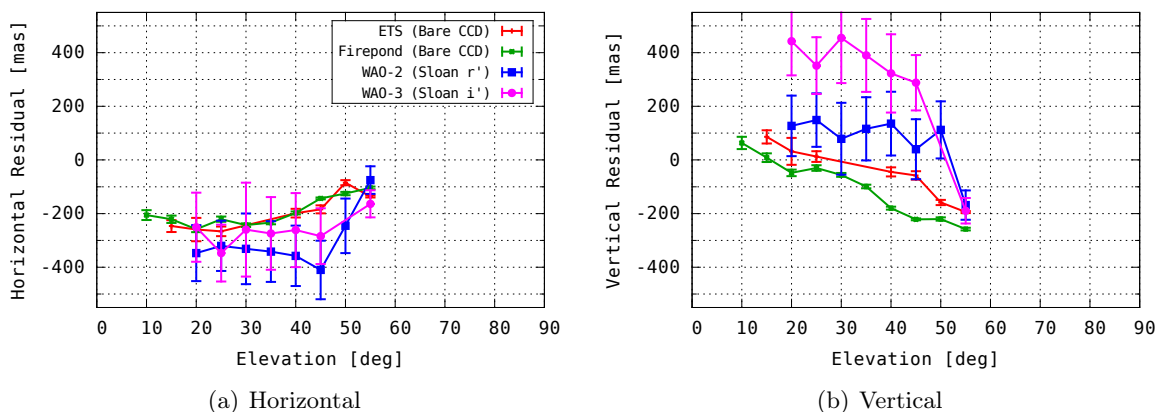 Horizontal Residual [mas]
400
200
0
-200
-400
ETS (Bare CCD)
Firepond (Bare CCD)
WAO-2 (Sloan r')
WAO-3 (Sloan i')
0 10 20 30 40 50 60 70 80 90
Elevation [deg]
(a) Horizontal
Vertical Residual [mas]
400
200
0
-200
-400
0 10 20 30 40 50 60 70 80 90
Elevation [deg]
(b) Vertical